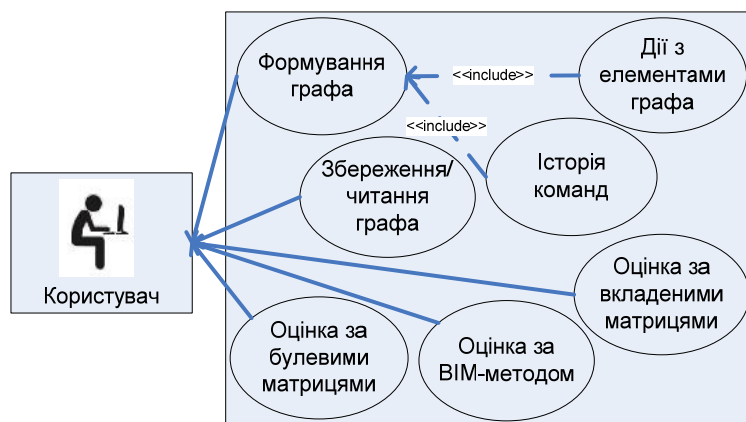 Формування
графа
<<include>>
Дії з
елементами
графа
<<include>>
Збереження/
читання
графа
Історія
команд
Користувач
Оцінка за
вкладеними
матрицями
Оцінка за
булевими
матрицями
Оцінка за
ВІМ-методом